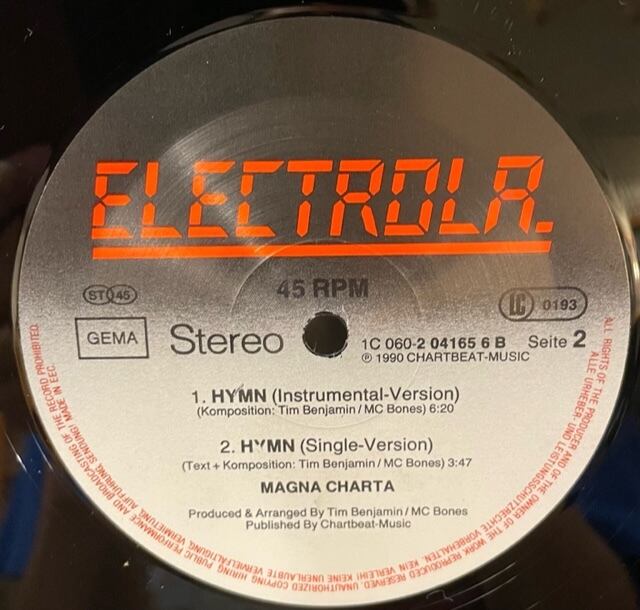 ELECTROLA.
45 RPM
ST 45
LC 0193
GEMA
Stereo
1C 060-2 04165 6 B
Seite 2
℗ 1990 CHARTBEAT-MUSIC
1. HYMN (Instrumental-Version)
(Komposition: Tim Benjamin / MC Bones) 6:20
2. HYMN (Single-Version)
(Text + Komposition: Tim Benjamin / MC Bones) 3:47
MAGNA CHARTA
Produced & Arranged By Tim Benjamin / MC Bones
Published By Chartbeat-Music
ALL RIGHTS OF THE PRODUCER AND OF THE OWNER OF THE WORK REPRODUCED RESERVED. UNAUTHORIZED COPYING HIRING PUBLIC PERFORMANCE AND BROADCASTING OF THE RECORD PROHIBITED.
ALLE URHEBER- UND LEISTUNGSSCHUTZRECHTE VORBEHALTEN. KEIN VERLEIH! KEINE UNERLAUBTE VERVIELFÄLTIGUNG, VERMIETUNG, AUFFÜHRUNG, SENDUNG! MADE IN EEC.